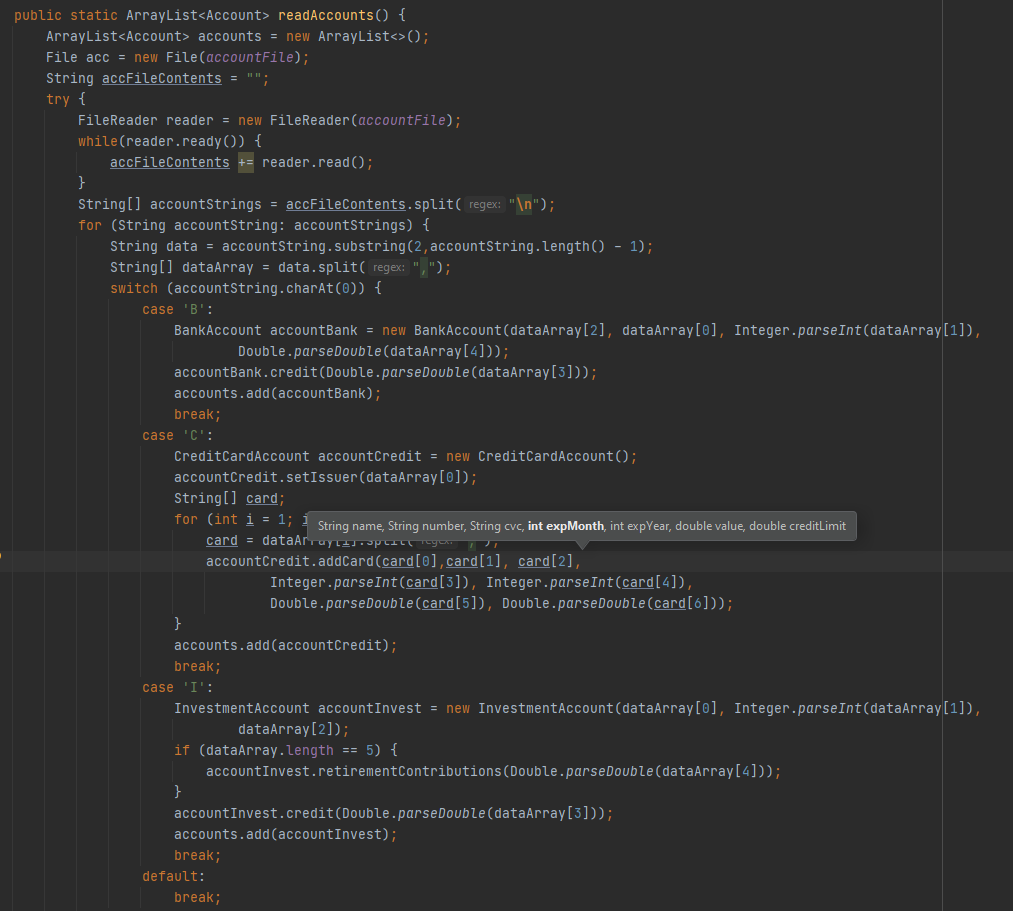 public static ArrayList<Account> readAccounts() {
ArrayList<Account> accounts = new ArrayList<>();
File acc = new File(accountFile);
String accFileContents = "";
try {
FileReader reader = new FileReader(accountFile);
while(reader.ready()) {
accFileContents += reader.read();
}
String[] accountStrings = accFileContents.split( regex: "\n");
for (String accountString: accountStrings) {
String data = accountString.substring(2,accountString.length() - 1);
String[] dataArray = data.split( regex: ",");
switch (accountString.charAt(0)) {
case 'B':
BankAccount accountBank = new BankAccount(dataArray[2], dataArray[0], Integer.parseInt(dataArray[1]),
Double.parseDouble(dataArray[4]));
accountBank.credit(Double.parseDouble(dataArray[3]));
accounts.add(accountBank);
break;
case 'C':
CreditCardAccount accountCredit = new CreditCardAccount();
accountCredit.setIssuer(dataArray[0]);
String[] card;
for (int i = 1; i
String name, String number, String cvc, int expMonth, int expYear, double value, double creditLimit
card = dataArray[i].split(
accountCredit.addCard(card[0],card[1], card[2],
Integer.parseInt(card[3]), Integer.parseInt(card[4]),
Double.parseDouble(card[5]), Double.parseDouble(card[6]));
}
accounts.add(accountCredit);
break;
case 'I':
InvestmentAccount accountInvest = new InvestmentAccount(dataArray[0], Integer.parseInt(dataArray[1]),
dataArray[2]);
if (dataArray.length == 5) {
accountInvest.retirementContributions(Double.parseDouble(dataArray[4]));
}
accountInvest.credit(Double.parseDouble(dataArray[3]));
accounts.add(accountInvest);
break;
default:
break;